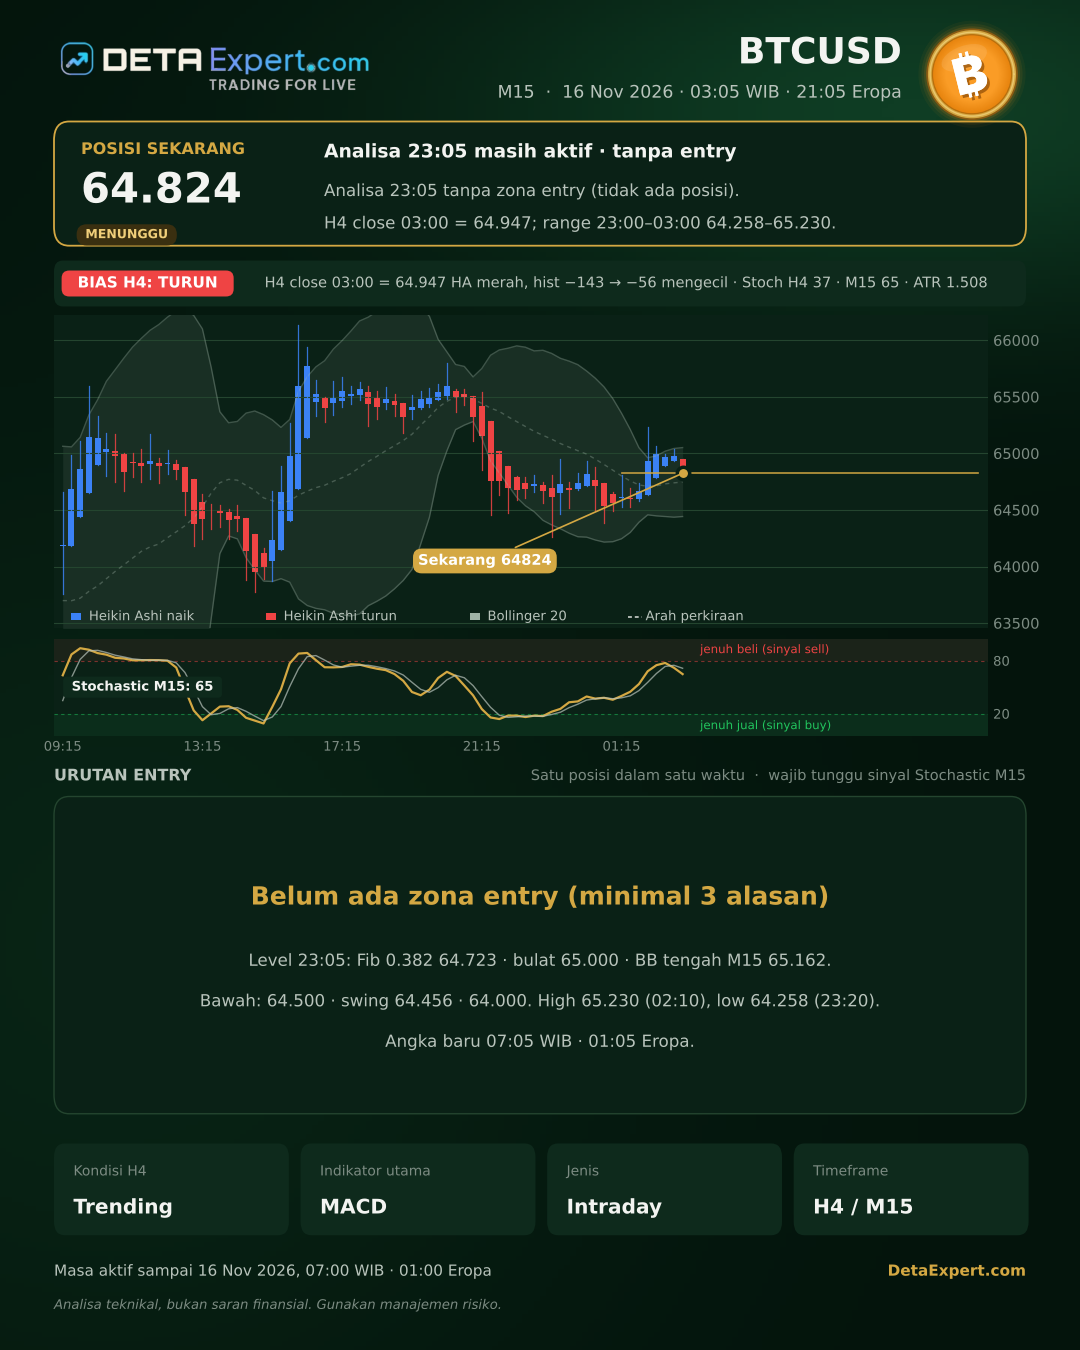 DETA Expert.com
TRADING FOR LIVE
BTCUSD
M15 · 16 Nov 2026 · 03:05 WIB · 21:05 Eropa
POSISI SEKARANG
64.824
MENUNGGU
Analisa 23:05 masih aktif · tanpa entry
Analisa 23:05 tanpa zona entry (tidak ada posisi).
H4 close 03:00 = 64.947; range 23:00–03:00 64.258–65.230.
BIAS H4: TURUN
H4 close 03:00 = 64.947 HA merah, hist −143 → −56 mengecil · Stoch H4 37 · M15 65 · ATR 1.508
66000
65500
65000
64500
64000
63500
Sekarang 64824
Heikin Ashi naik
Heikin Ashi turun
Bollinger 20
Arah perkiraan
jenuh beli (sinyal sell)
80
Stochastic M15: 65
20
jenuh jual (sinyal buy)
09:15 13:15 17:15 21:15 01:15
URUTAN ENTRY
Satu posisi dalam satu waktu · wajib tunggu sinyal Stochastic M15
Belum ada zona entry (minimal 3 alasan)
Level 23:05: Fib 0.382 64.723 · bulat 65.000 · BB tengah M15 65.162.
Bawah: 64.500 · swing 64.456 · 64.000. High 65.230 (02:10), low 64.258 (23:20).
Angka baru 07:05 WIB · 01:05 Eropa.
Kondisi H4
Trending
Indikator utama
MACD
Jenis
Intraday
Timeframe
H4 / M15
Masa aktif sampai 16 Nov 2026, 07:00 WIB · 01:00 Eropa
DetaExpert.com
Analisa teknikal, bukan saran finansial. Gunakan manajemen risiko.